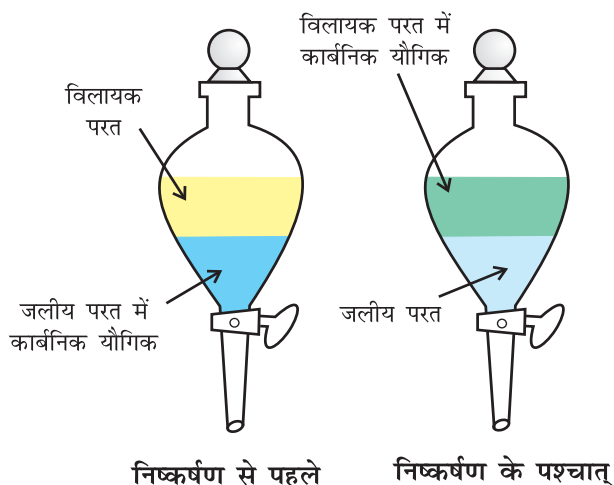 विलायक
परत
जलीय परत में
कार्बनिक यौगिक
निष्कर्षण से पहले
विलायक परत में
कार्बनिक यौगिक
जलीय परत
निष्कर्षण के पश्चात्